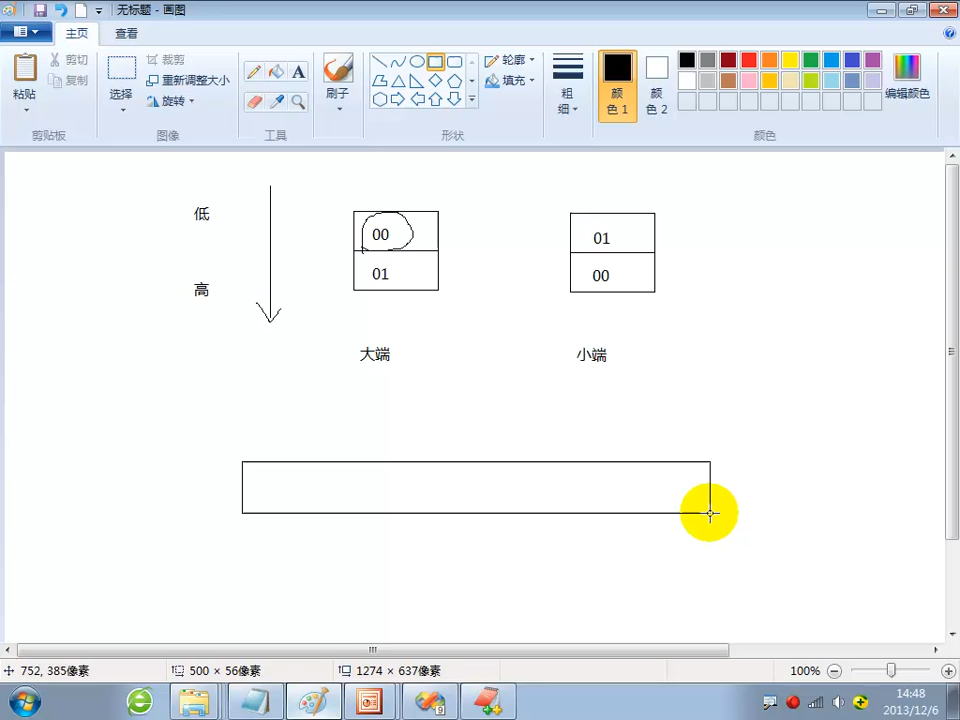 无标题 - 画图
主页 查看
粘贴
剪切
复制
剪贴板
选择
裁剪
重新调整大小
旋转
图像
A
工具
刷子
轮廓
填充
形状
粗
细
颜
色 1
颜
色 2
编辑颜色
颜色
低
高
00
01
大端
01
00
小端
752, 385像素
500 × 56像素
1274 × 637像素
100%
9
14:48
2013/12/6